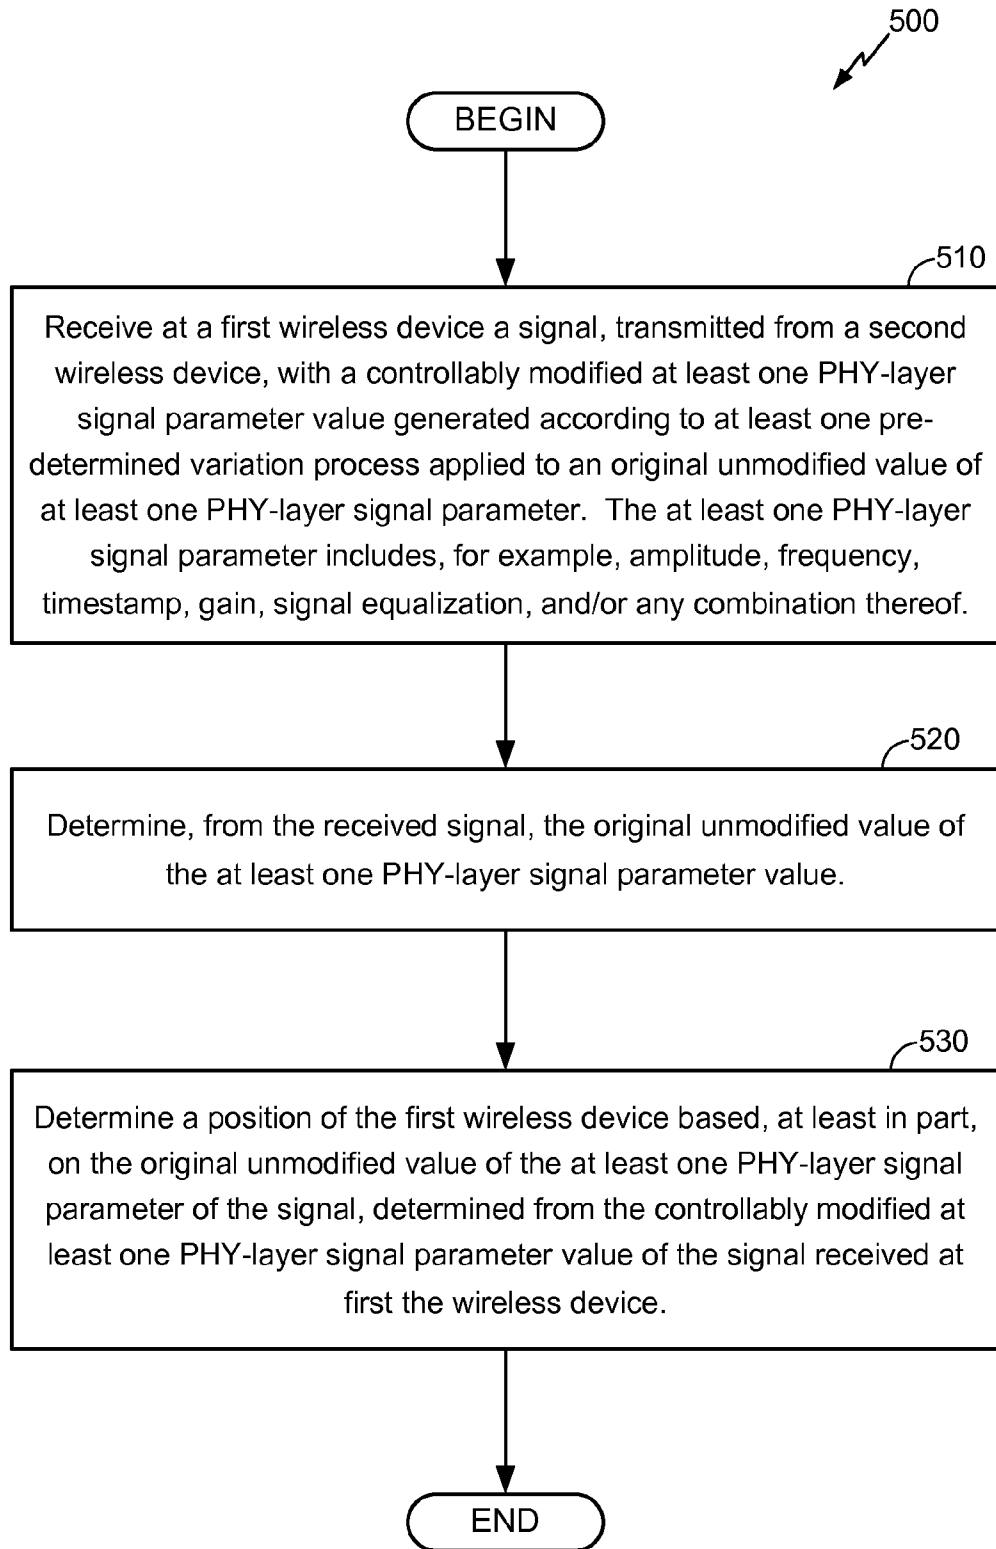 500
BEGIN
510
Receive at a first wireless device a signal, transmitted from a second
wireless device, with a controllably modified at least one PHY-layer
signal parameter value generated according to at least one pre-
determined variation process applied to an original unmodified value of
at least one PHY-layer signal parameter.  The at least one PHY-layer
signal parameter includes, for example, amplitude, frequency,
timestamp, gain, signal equalization, and/or any combination thereof.
520
Determine, from the received signal, the original unmodified value of
the at least one PHY-layer signal parameter value.
530
Determine a position of the first wireless device based, at least in part,
on the original unmodified value of the at least one PHY-layer signal
parameter of the signal, determined from the controllably modified at
least one PHY-layer signal parameter value of the signal received at
first the wireless device.
END